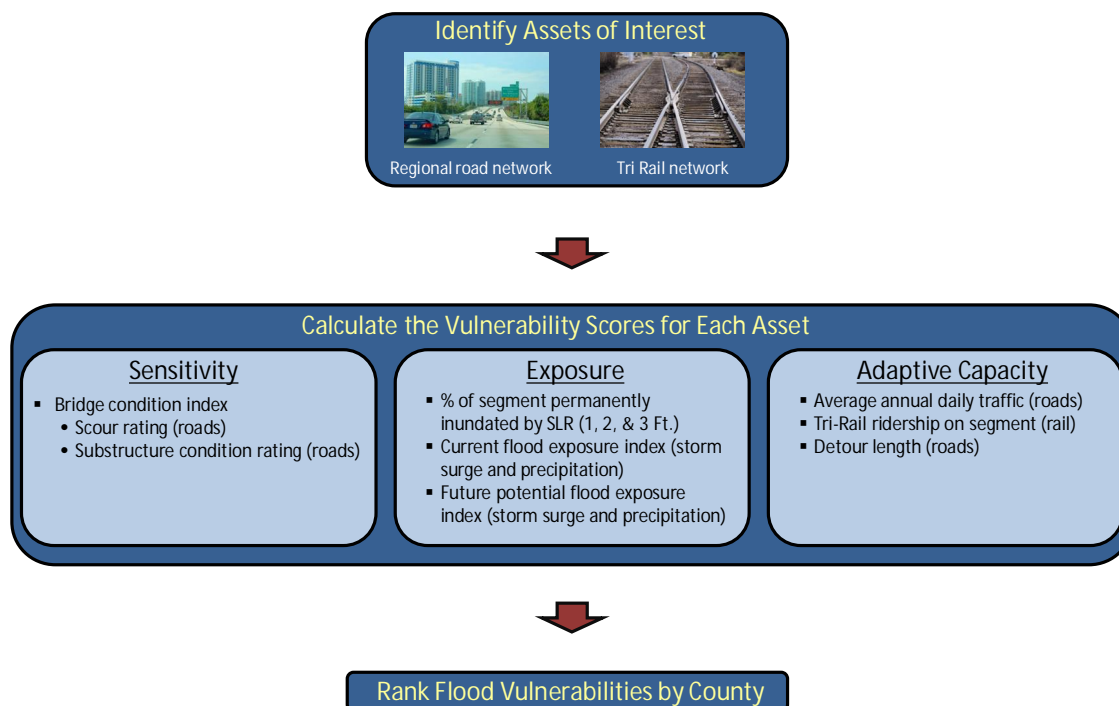 Identify Assets of Interest
Regional road network
Tri Rail network
Calculate the Vulnerability Scores for Each Asset
Sensitivity
▪ Bridge condition index
• Scour rating (roads)
• Substructure condition rating (roads)
Exposure
▪ % of segment permanently
inundated by SLR (1, 2, & 3 Ft.)
▪ Current flood exposure index (storm
surge and precipitation)
▪ Future potential flood exposure
index (storm surge and precipitation)
Adaptive Capacity
▪ Average annual daily traffic (roads)
▪ Tri-Rail ridership on segment (rail)
▪ Detour length (roads)
Rank Flood Vulnerabilities by County